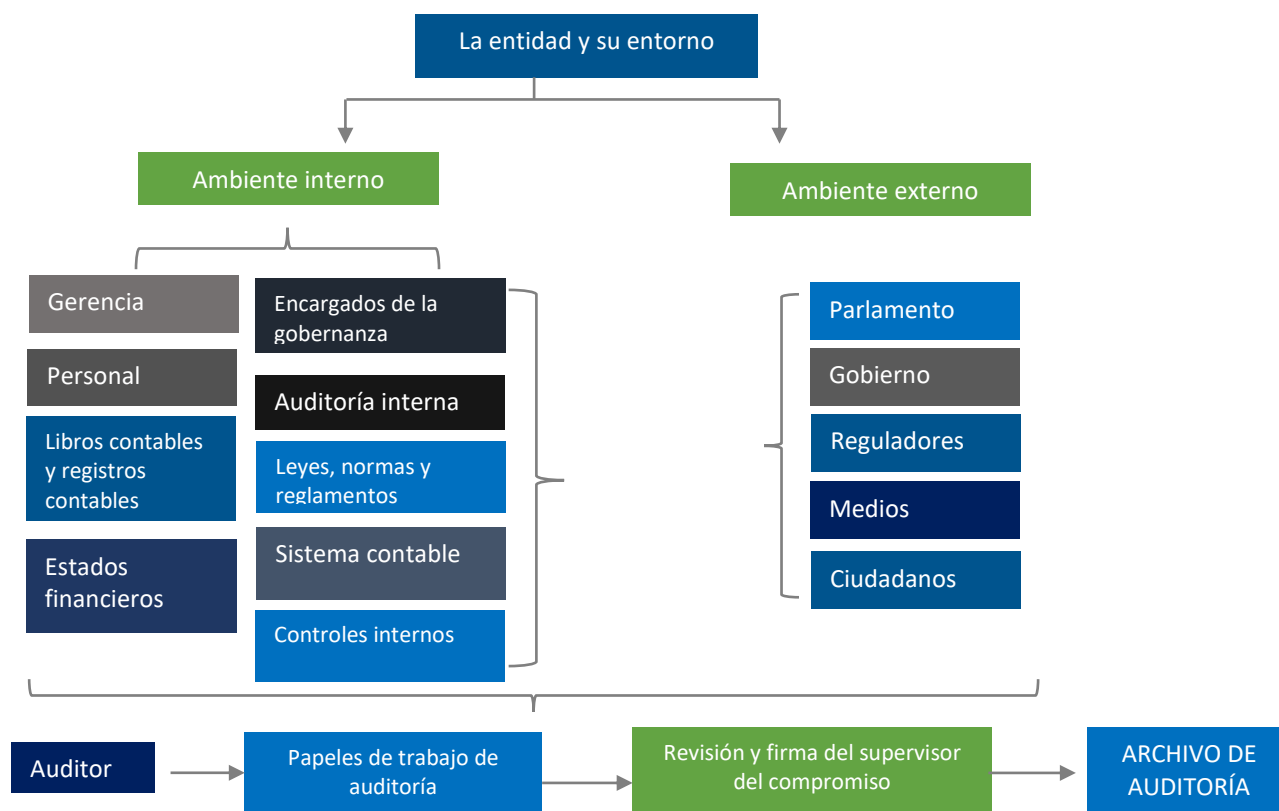 La entidad y su entorno
Ambiente interno
Ambiente externo
Gerencia
Personal
Libros contables
y registros
contables
Estados
financieros
Encargados de la
gobernanza
Auditoría interna
Leyes, normas y
reglamentos
Sistema contable
Controles internos
Parlamento
Gobierno
Reguladores
Medios
Ciudadanos
Auditor
Papeles de trabajo de
auditoría
Revisión y firma del supervisor
del compromiso
ARCHIVO DE
AUDITORÍA